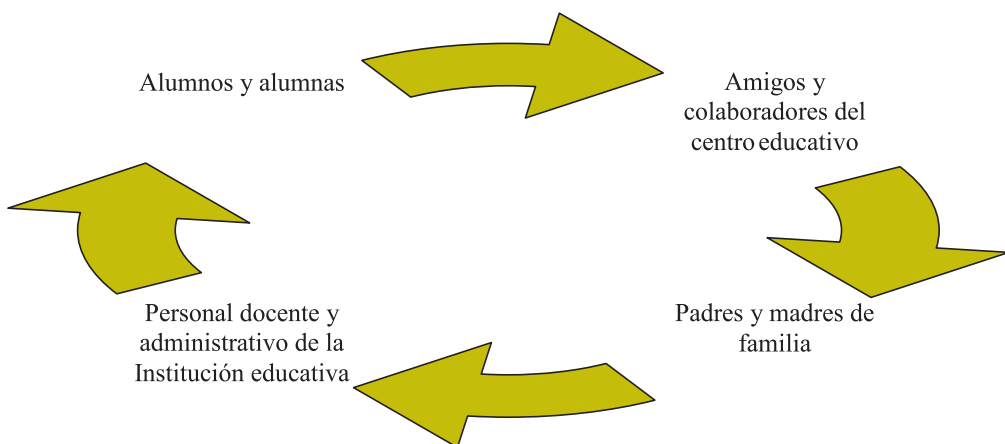 Alumnos y alumnas
Amigos y
colaboradores del
centro educativo
Padres y madres de
familia
Personal docente y
administrativo de la
Institución educativa